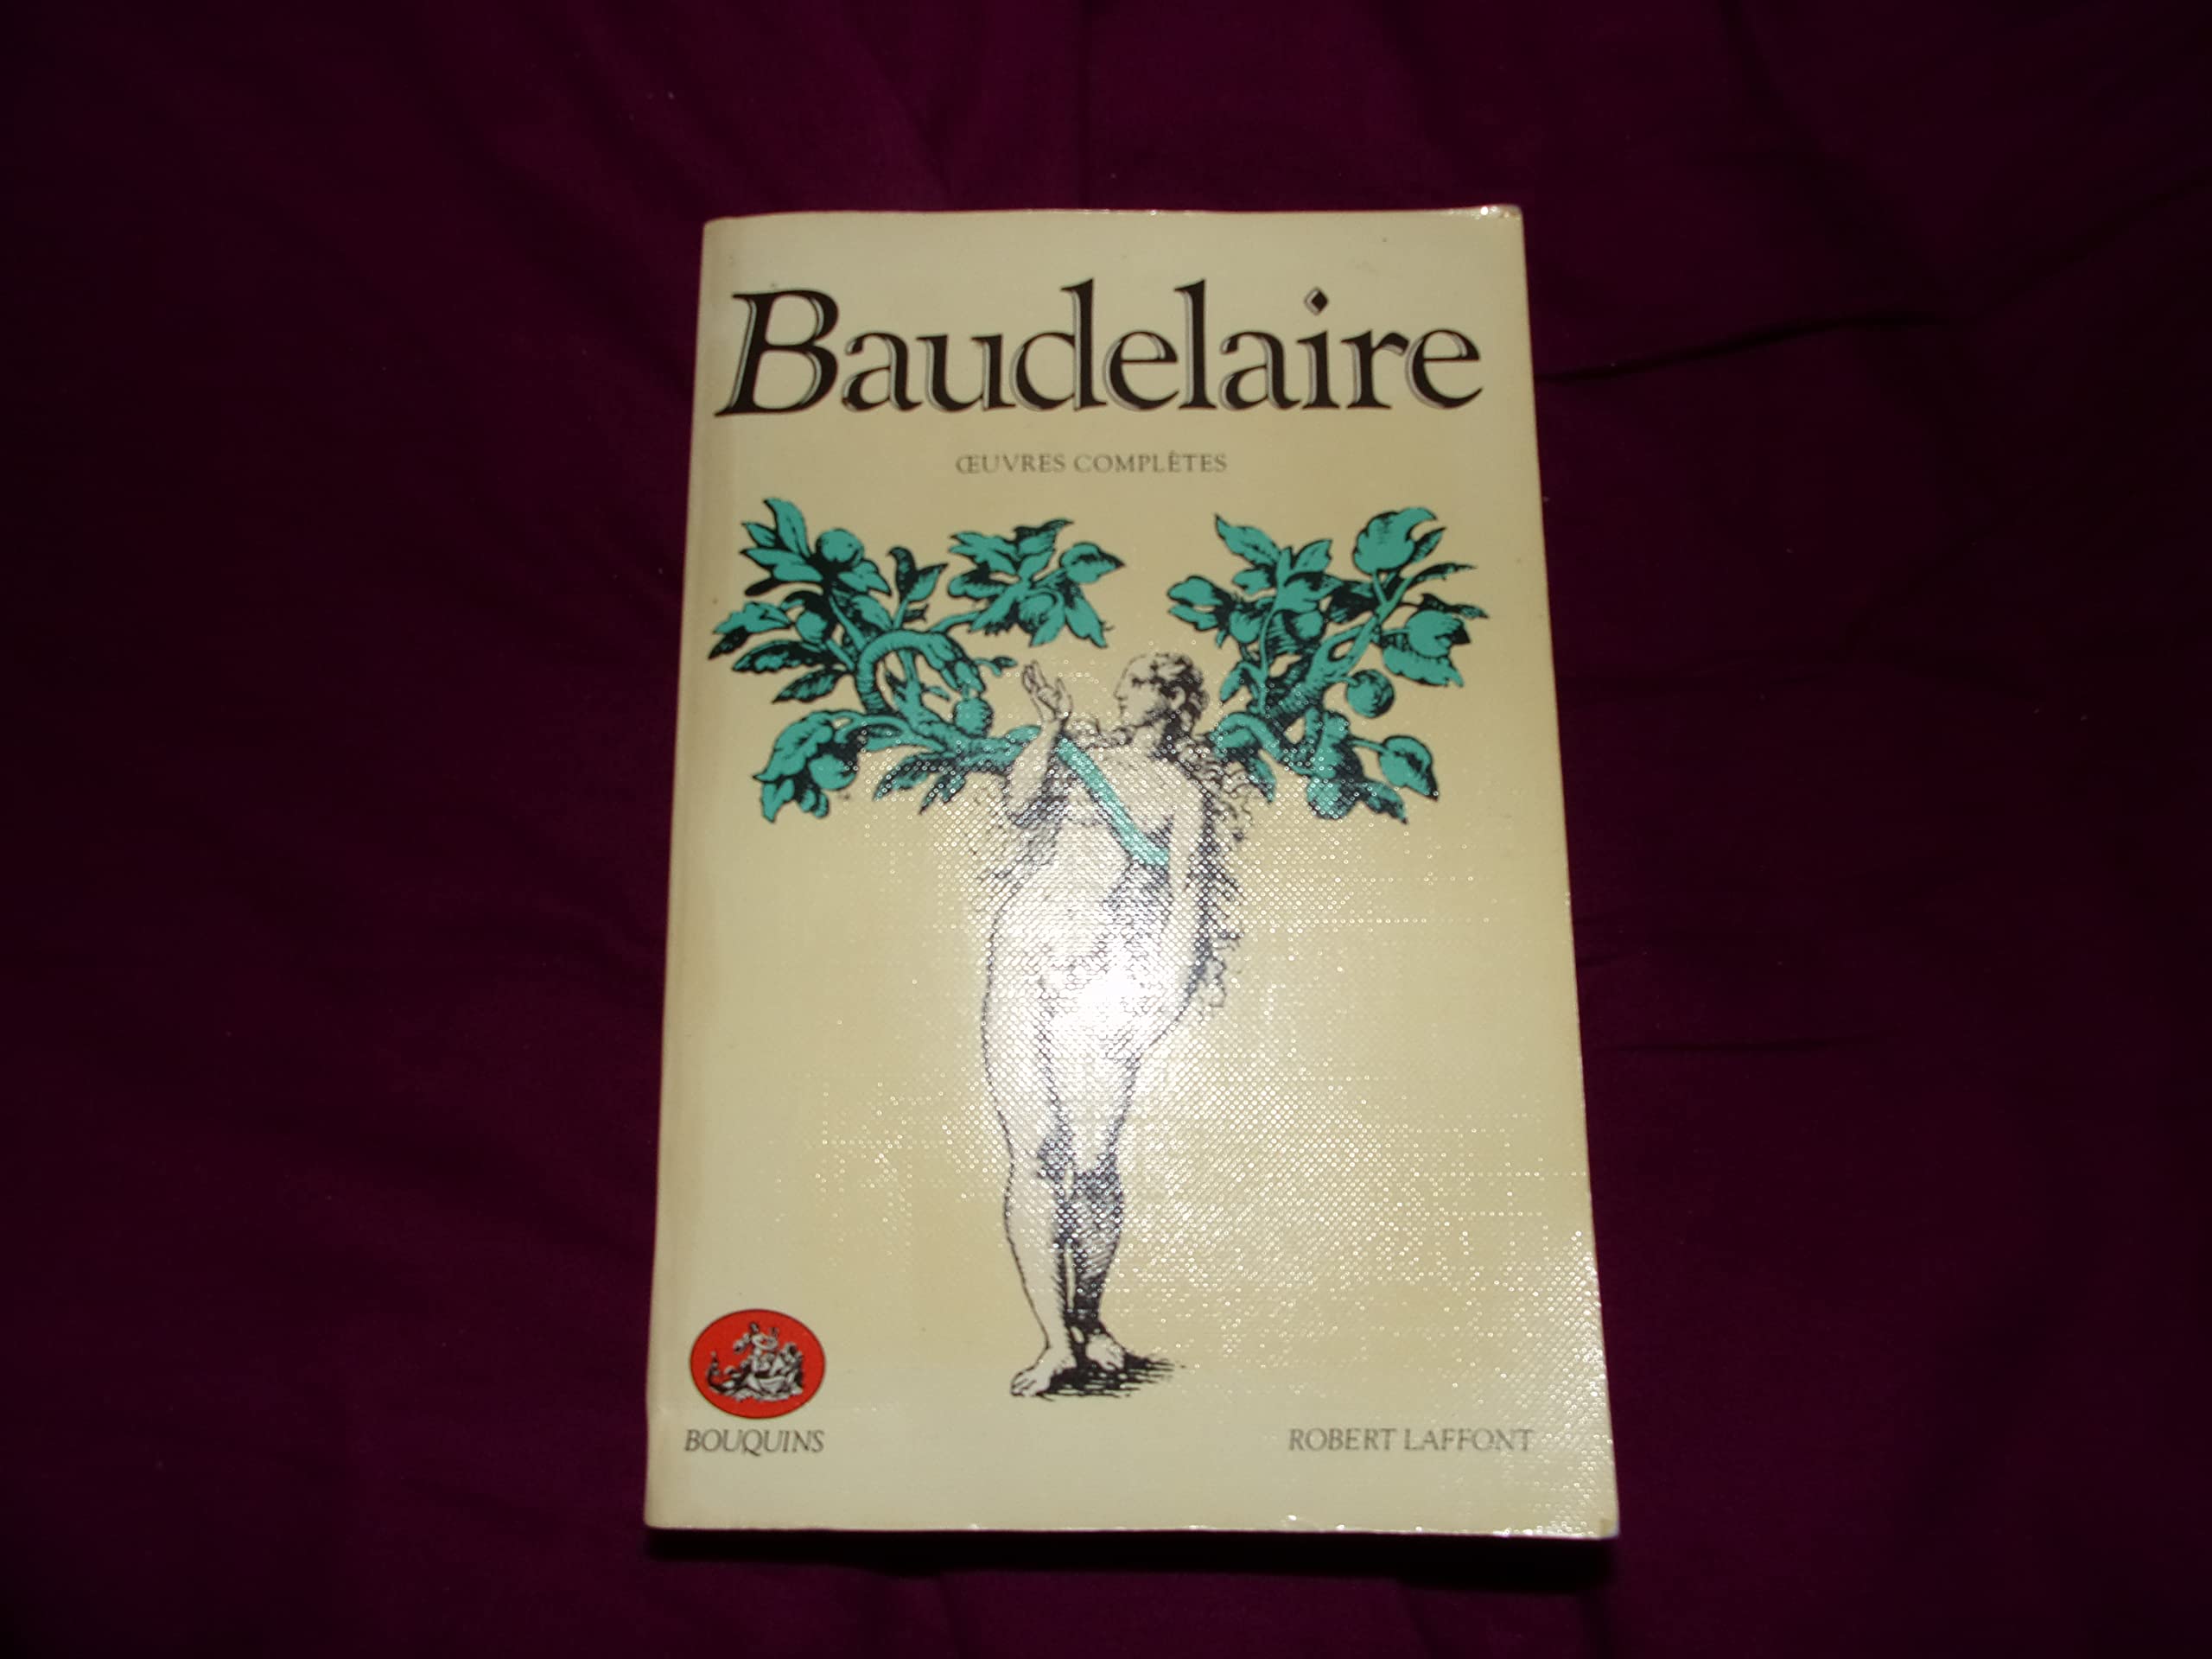 Baudelaire
ŒUVRES COMPLÈTES
BOUQUINS
ROBERT LAFFONT